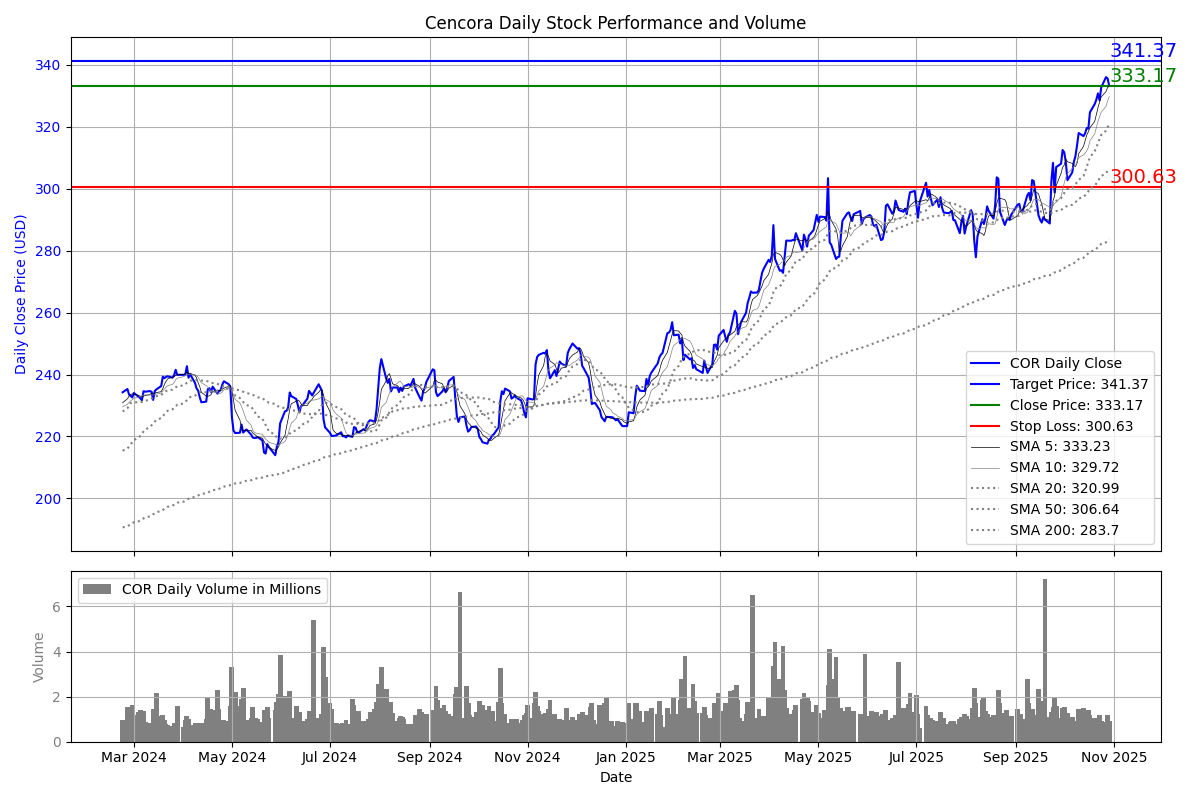 Cencora Daily Stock Performance and Volume
341.37
340
333.17
320
300.63
300
280
260
240
220
200
Daily Close Price (USD)
COR Daily Close
Target Price: 341.37
Close Price: 333.17
Stop Loss: 300.63
SMA 5: 333.23
SMA 10: 329.72
SMA 20: 320.99
SMA 50: 306.64
SMA 200: 283.7
COR Daily Volume in Millions
6
4
2
0
Volume
Mar 2024 May 2024 Jul 2024 Sep 2024 Nov 2024 Jan 2025 Mar 2025 May 2025 Jul 2025 Sep 2025 Nov 2025
Date